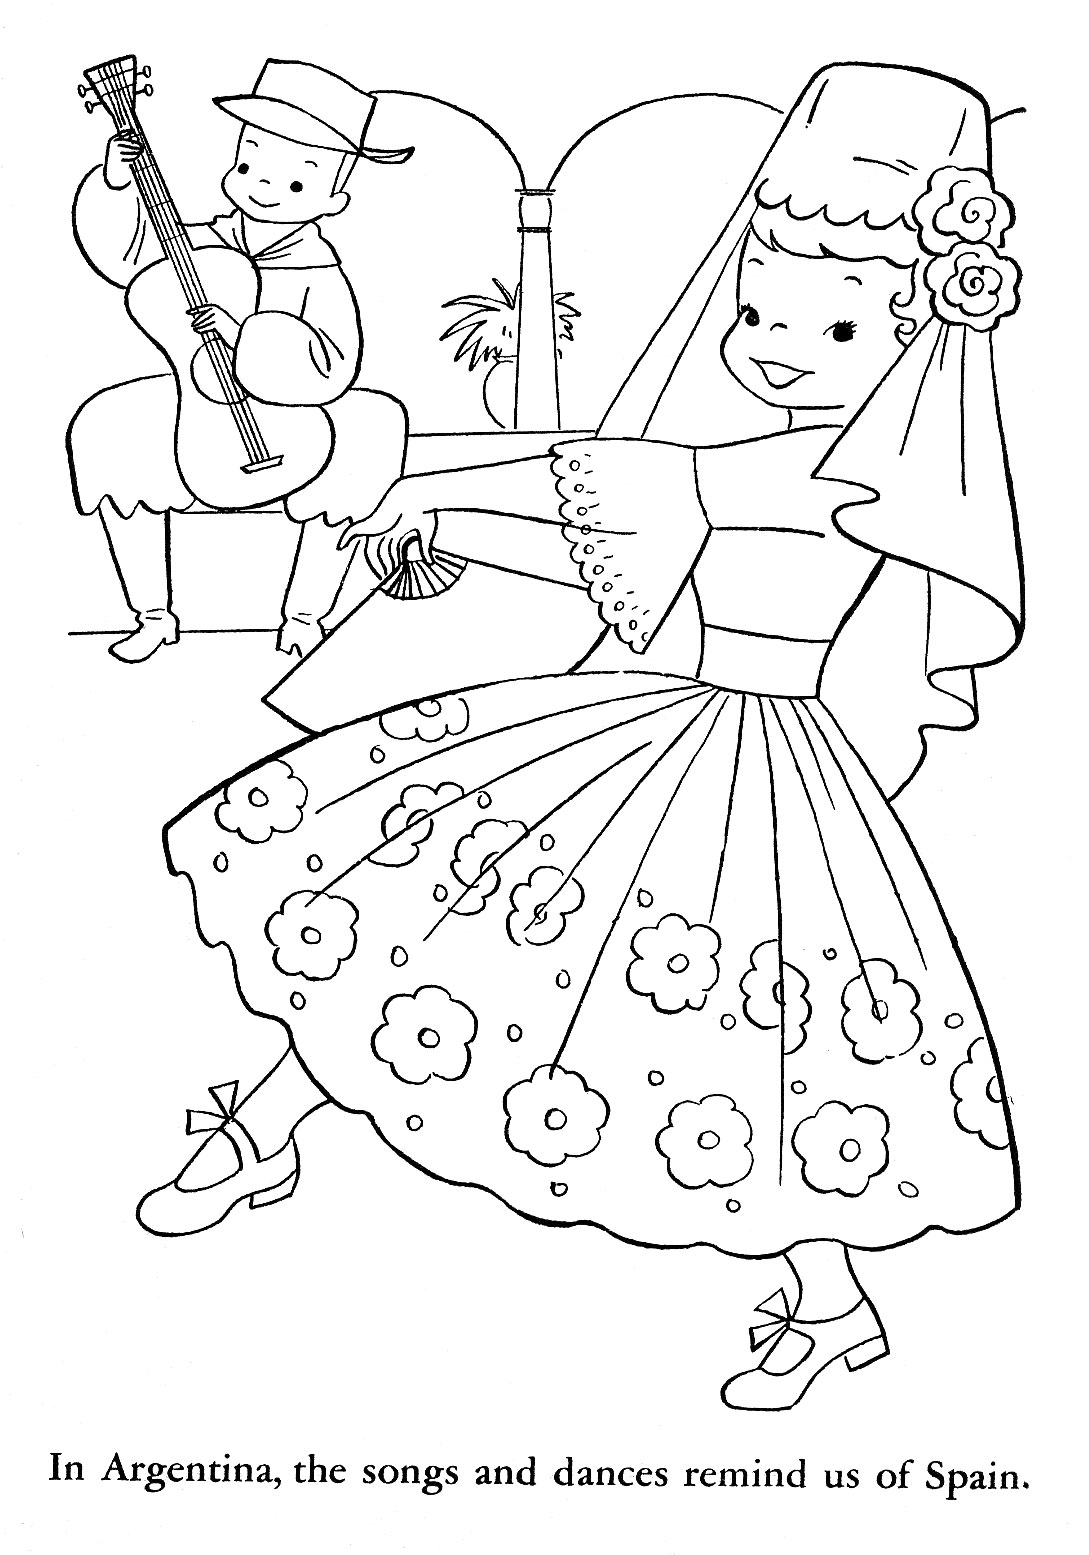 In Argentina, the songs and dances remind us of Spain.